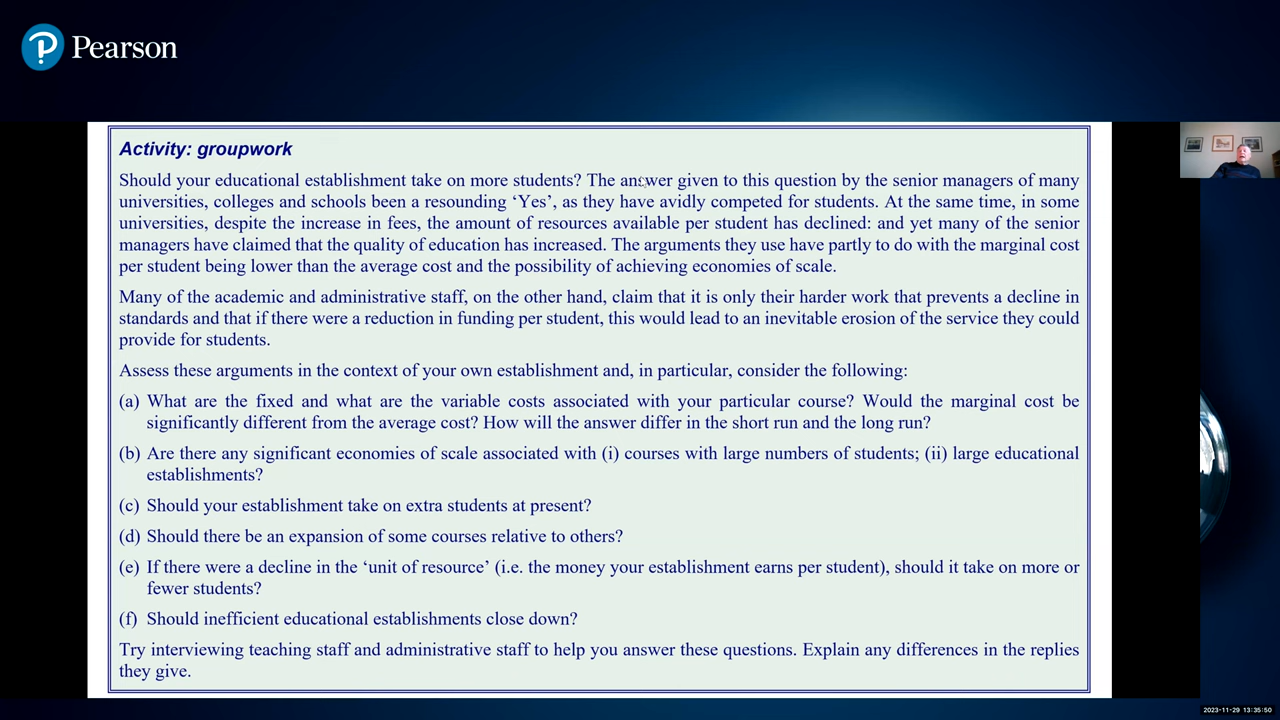 Pearson
Activity: groupwork
Should your educational establishment take on more students? The answer given to this question by the senior managers of many
universities, colleges and schools been a resounding ‘Yes’, as they have avidly competed for students. At the same time, in some
universities, despite the increase in fees, the amount of resources available per student has declined: and yet many of the senior
managers have claimed that the quality of education has increased. The arguments they use have partly to do with the marginal cost
per student being lower than the average cost and the possibility of achieving economies of scale.
Many of the academic and administrative staff, on the other hand, claim that it is only their harder work that prevents a decline in
standards and that if there were a reduction in funding per student, this would lead to an inevitable erosion of the service they could
provide for students.
Assess these arguments in the context of your own establishment and, in particular, consider the following:
(a) What are the fixed and what are the variable costs associated with your particular course? Would the marginal cost be
significantly different from the average cost? How will the answer differ in the short run and the long run?
(b) Are there any significant economies of scale associated with (i) courses with large numbers of students; (ii) large educational
establishments?
(c) Should your establishment take on extra students at present?
(d) Should there be an expansion of some courses relative to others?
(e) If there were a decline in the ‘unit of resource’ (i.e. the money your establishment earns per student), should it take on more or
fewer students?
(f) Should inefficient educational establishments close down?
Try interviewing teaching staff and administrative staff to help you answer these questions. Explain any differences in the replies
they give.
2023-11-29 13:35:50